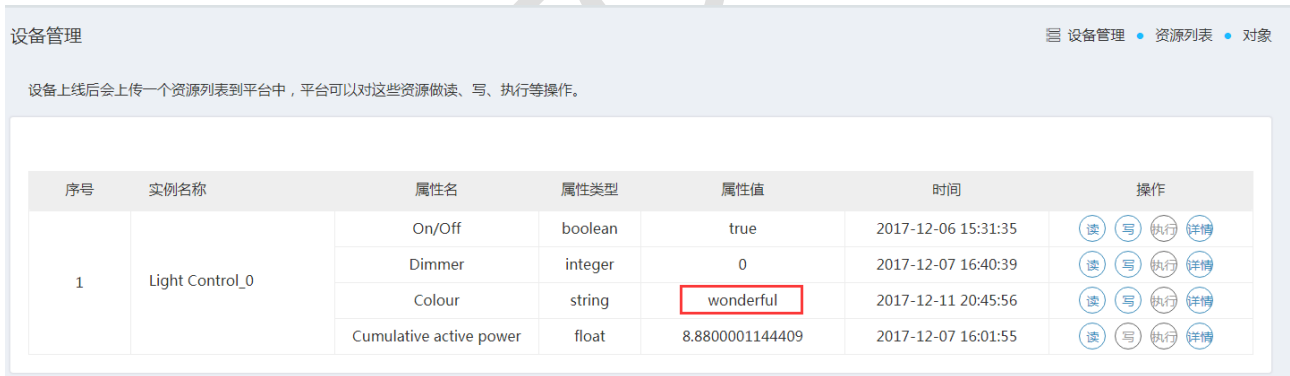 设备管理
设备管理 • 资源列表 • 对象
设备上线后会上传一个资源列表到平台中，平台可以对这些资源做读、写、执行等操作。
序号 实例名称 属性名 属性类型 属性值 时间 操作
1 Light Control_0
On/Off boolean true 2017-12-06 15:31:35 读 写 执行 详情
Dimmer integer 0 2017-12-07 16:40:39 读 写 执行 详情
Colour string wonderful 2017-12-11 20:45:56 读 写 执行 详情
Cumulative active power float 8.8800001144409 2017-12-07 16:01:55 读 写 执行 详情